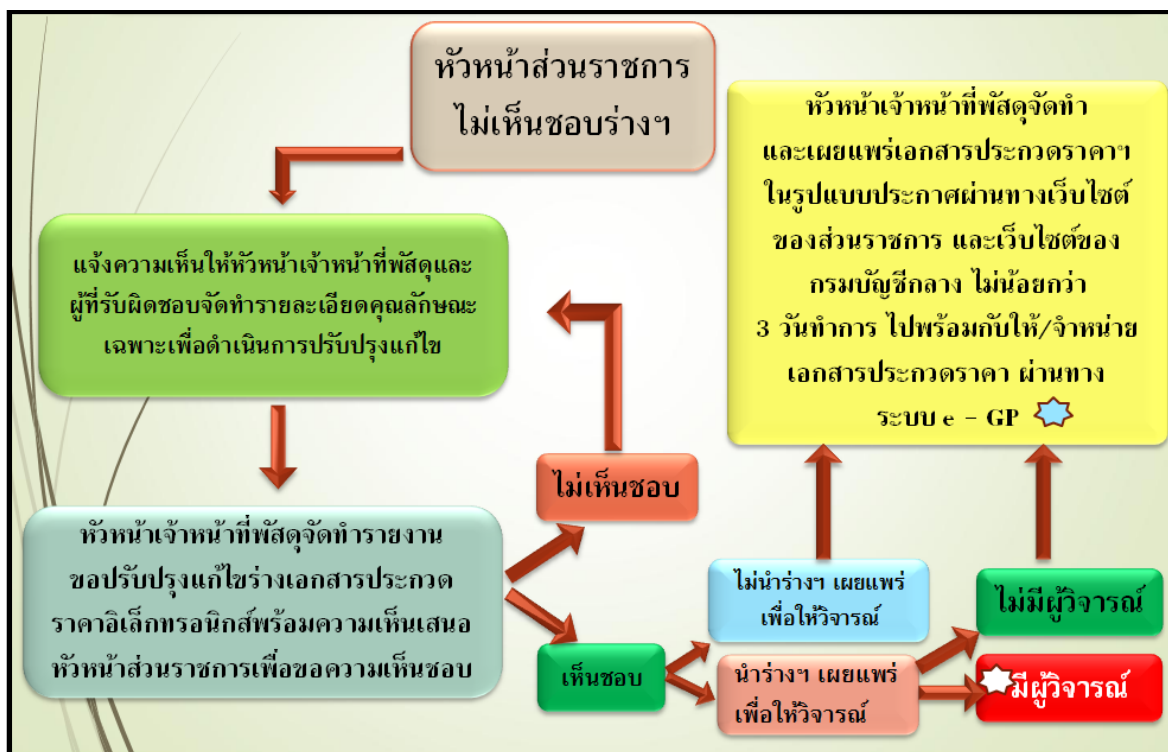 หัวหน้าส่วนราชการ
ไม่เห็นชอบร่างฯ
แจ้งความเห็นให้หัวหน้าเจ้าหน้าที่พัสดุและ
ผู้ที่รับผิดชอบจัดทำรายละเอียดคุณลักษณะ
เฉพาะเพื่อดำเนินการปรับปรุงแก้ไข
หัวหน้าเจ้าหน้าที่พัสดุจัดทำรายงาน
ขอปรับปรุงแก้ไขร่างเอกสารประกวด
ราคาอิเล็กทรอนิกส์พร้อมความเห็นเสนอ
หัวหน้าส่วนราชการเพื่อขอความเห็นชอบ
ไม่เห็นชอบ
เห็นชอบ
ไม่นำร่างฯ เผยแพร่
เพื่อให้วิจารณ์
นำร่างฯ เผยแพร่
เพื่อให้วิจารณ์
ไม่มีผู้วิจารณ์
มีผู้วิจารณ์
หัวหน้าเจ้าหน้าที่พัสดุจัดทำ
และเผยแพร่เอกสารประกวดราคาฯ
ในรูปแบบประกาศผ่านทางเว็บไซต์
ของส่วนราชการ และเว็บไซต์ของ
กรมบัญชีกลาง ไม่น้อยกว่า
3 วันทำการ ไปพร้อมกับให้/จำหน่าย
เอกสารประกวดราคา ผ่านทาง
ระบบ e - GP